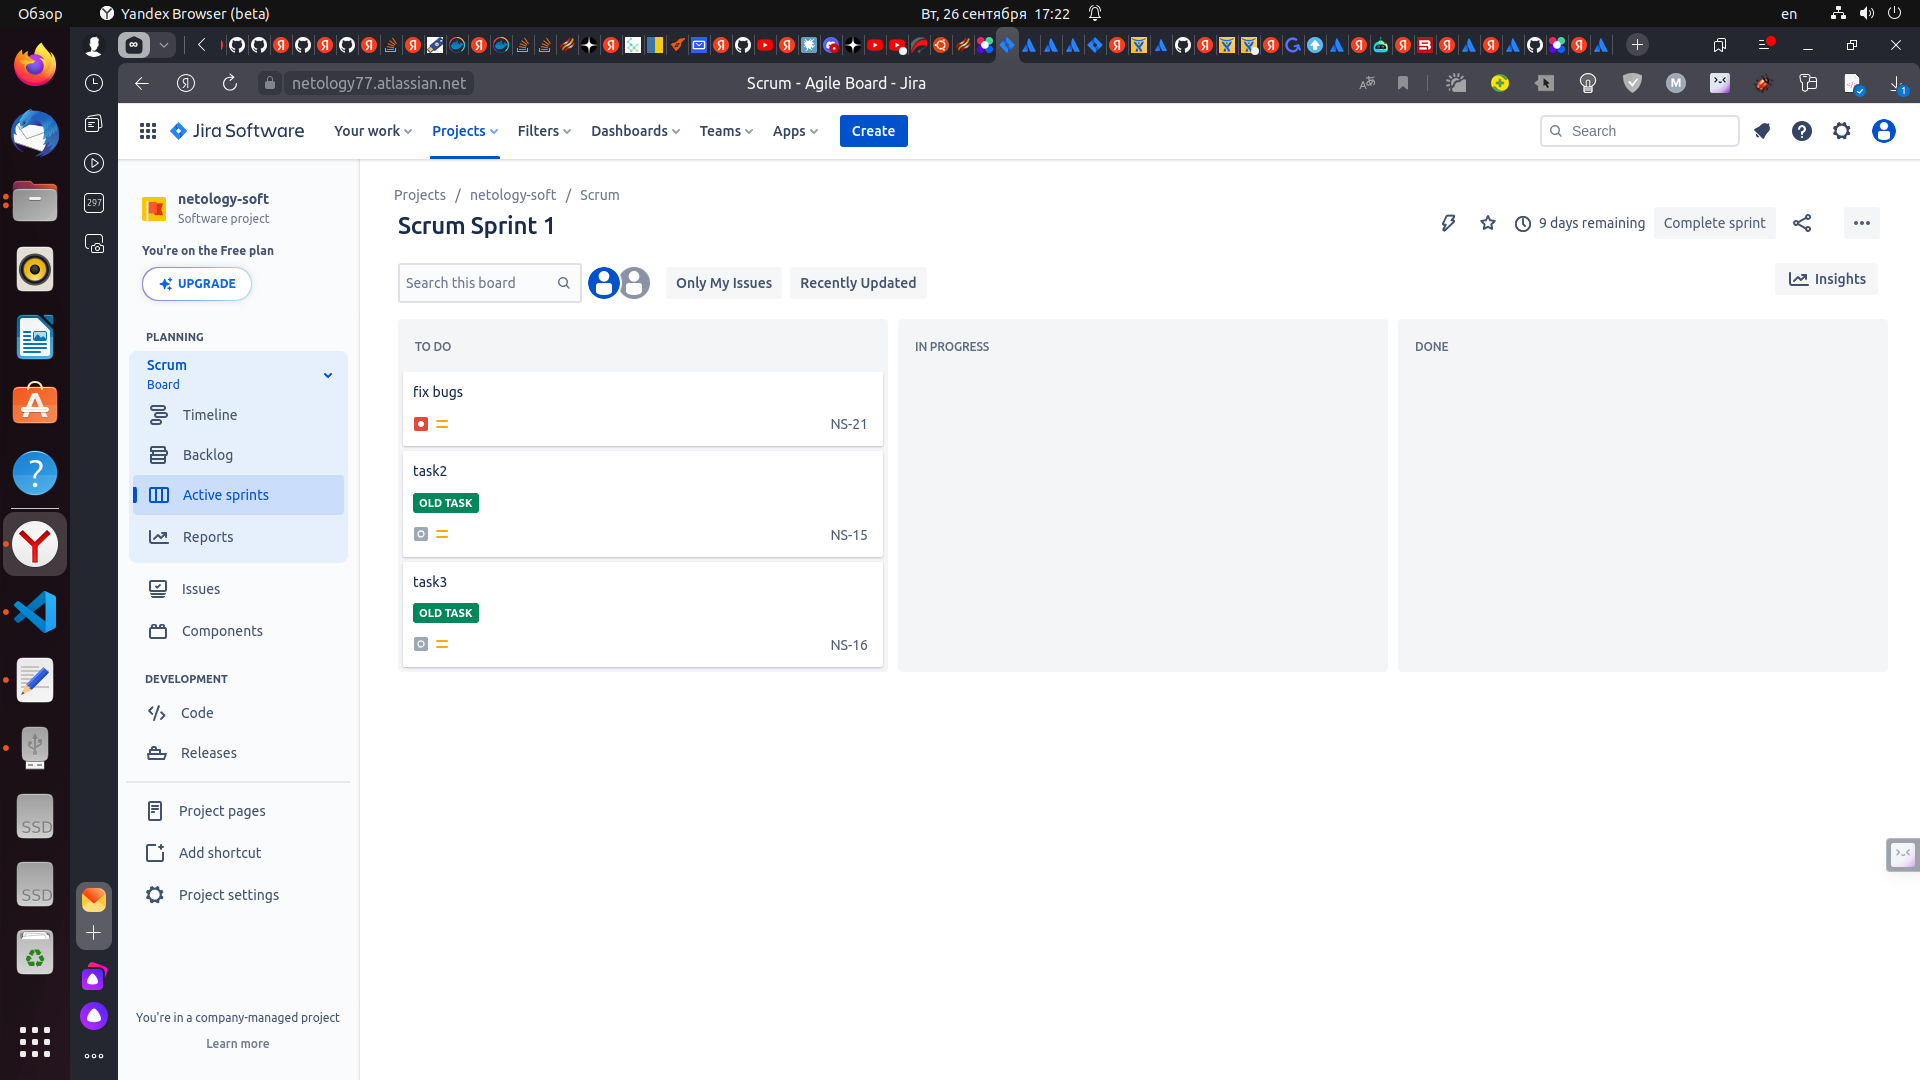 Обзор
Yandex Browser (beta)
Вт, 26 сентября 17:22
en
netology77.atlassian.net
Scrum - Agile Board - Jira
Jira Software
Your work
Projects
Filters
Dashboards
Teams
Apps
Create
Search
297
netology-soft
Software project
You're on the Free plan
UPGRADE
PLANNING
Scrum
Board
Timeline
Backlog
Active sprints
Reports
Issues
Components
DEVELOPMENT
Code
Releases
Project pages
Add shortcut
Project settings
You're in a company-managed project
Learn more
Projects / netology-soft / Scrum
Scrum Sprint 1
9 days remaining
Complete sprint
Search this board
Only My Issues
Recently Updated
Insights
TO DO
fix bugs
NS-21
task2
OLD TASK
NS-15
task3
OLD TASK
NS-16
IN PROGRESS
DONE
SSD
SSD